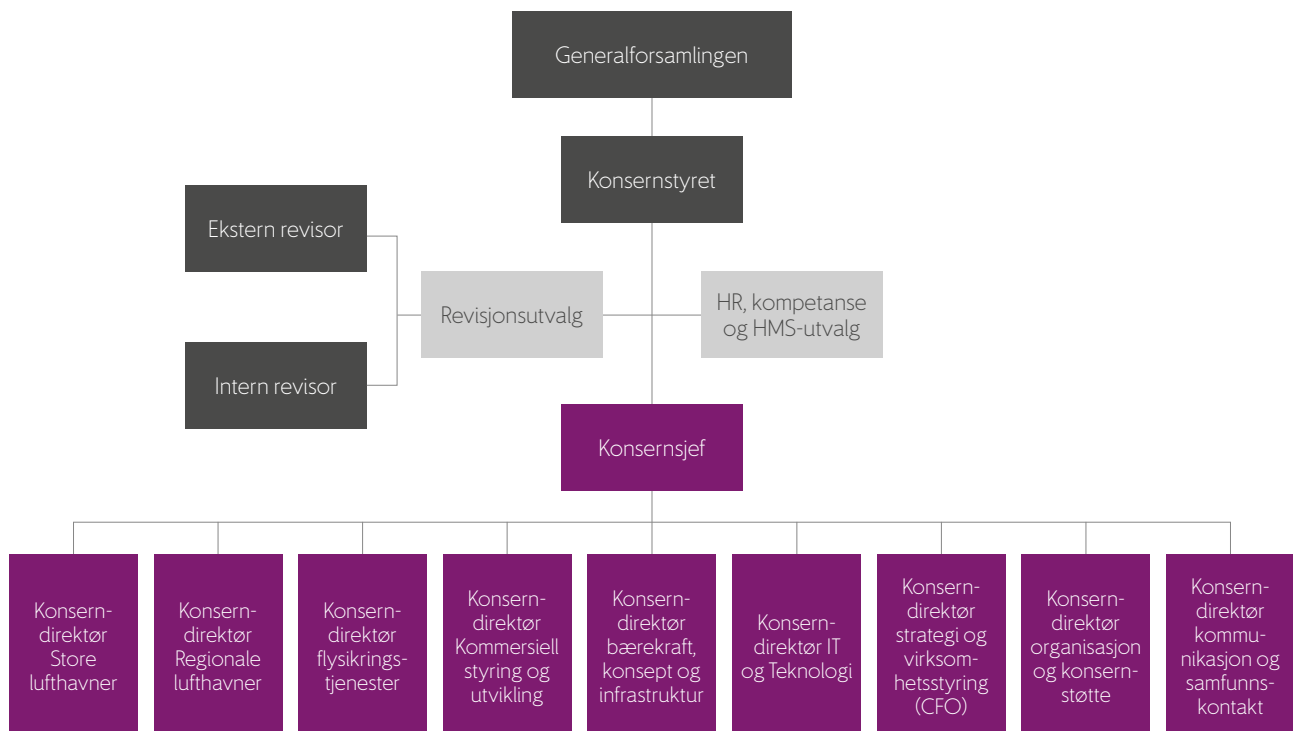 Generalforsamlingen
Konsernstyret
Ekstern revisor
Revisjonsutvalg
HR, kompetanse
og HMS-utvalg
Intern revisor
Konsernsjef
Konsern-
direktør
Store
lufthavner
Konsern-
direktør
Regionale
lufthavner
Konsern-
direktør
flysikrings-
tjenester
Konsern-
direktør
Kommersiell
styring og
utvikling
Konsern-
direktør
bærekraft,
konsept og
infrastruktur
Konsern-
direktør IT
og Teknologi
Konsern-
direktør
strategi og
virksom-
hetsstyring
(CFO)
Konsern-
direktør
organisasjon
og konsern-
støtte
Konsern-
direktør
kommu-
nikasjon og
samfunns-
kontakt